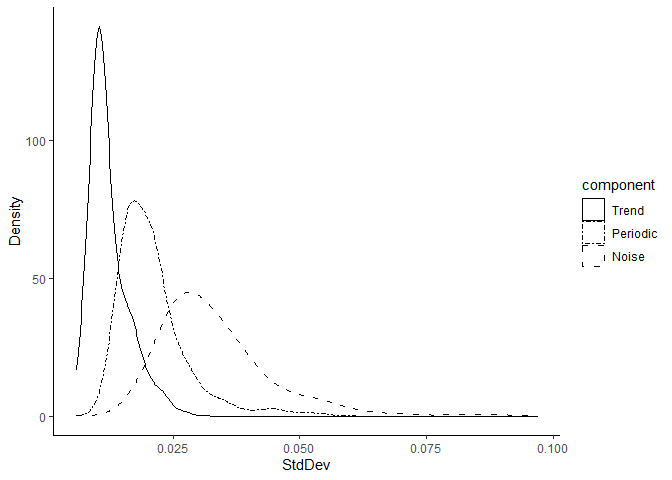 Density
100
50
0
0.025
0.050
0.075
0.100
StdDev
component
Trend
Periodic
Noise